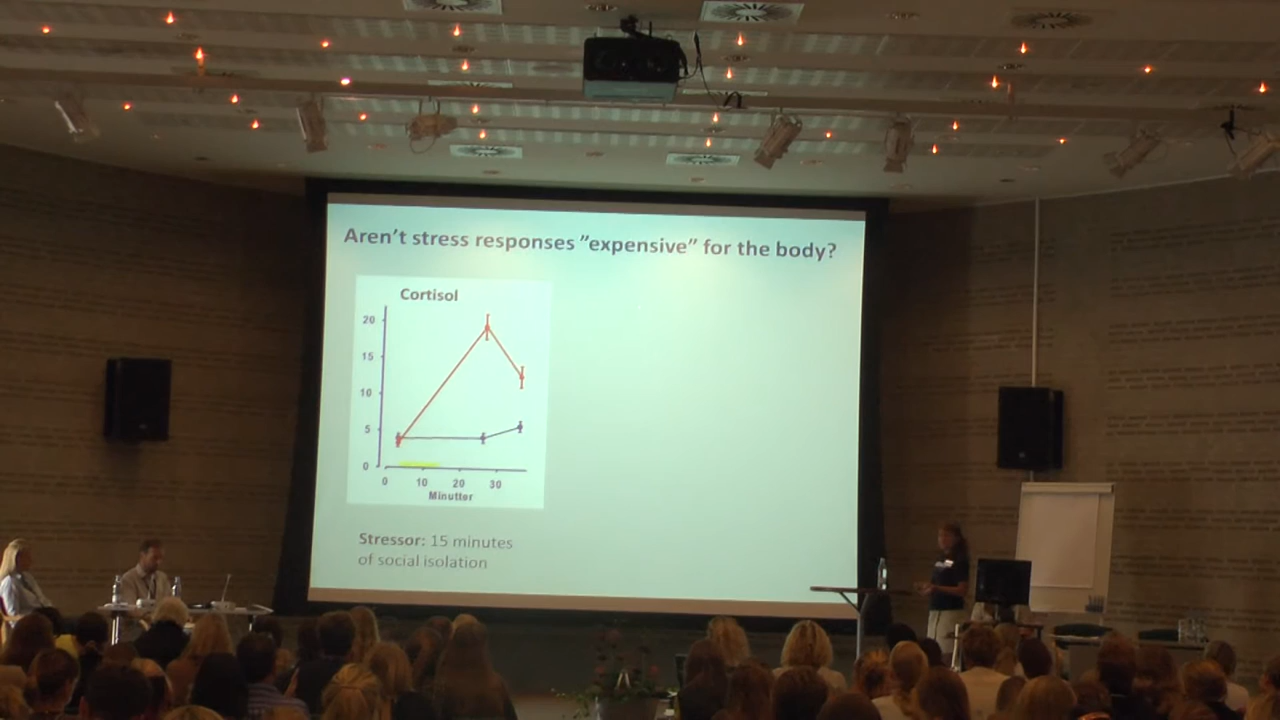 Aren't stress responses ”expensive” for the body?
Cortisol
20
15
10
5
0
0 10 20 30
Minutter
Stressor: 15 minutes
of social isolation